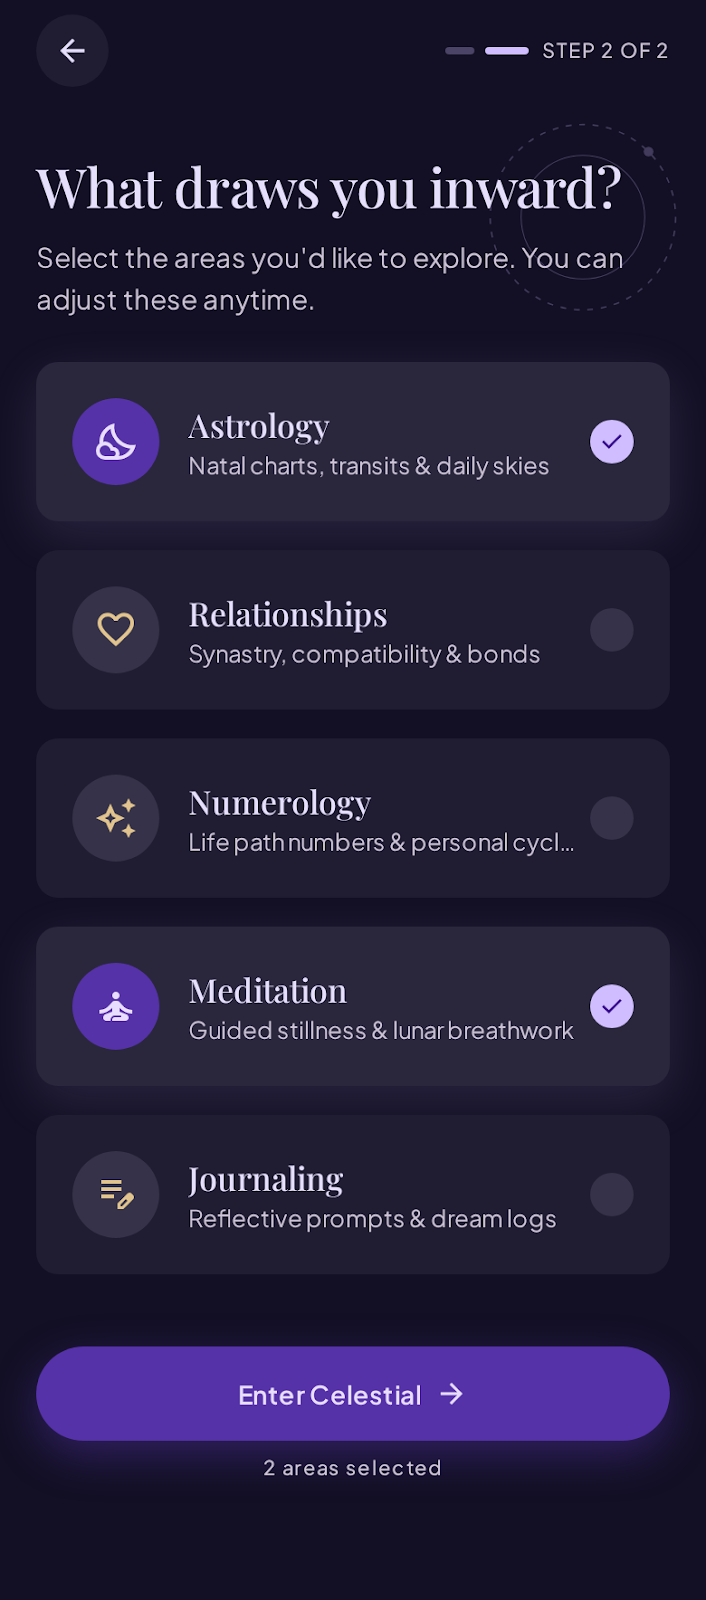 STEP 2 OF 2
What draws you inward?
Select the areas you'd like to explore. You can
adjust these anytime.
Astrology
Natal charts, transits & daily skies
Relationships
Synastry, compatibility & bonds
Numerology
Life path numbers & personal cycl...
Meditation
Guided stillness & lunar breathwork
Journaling
Reflective prompts & dream logs
Enter Celestial
2 areas selected